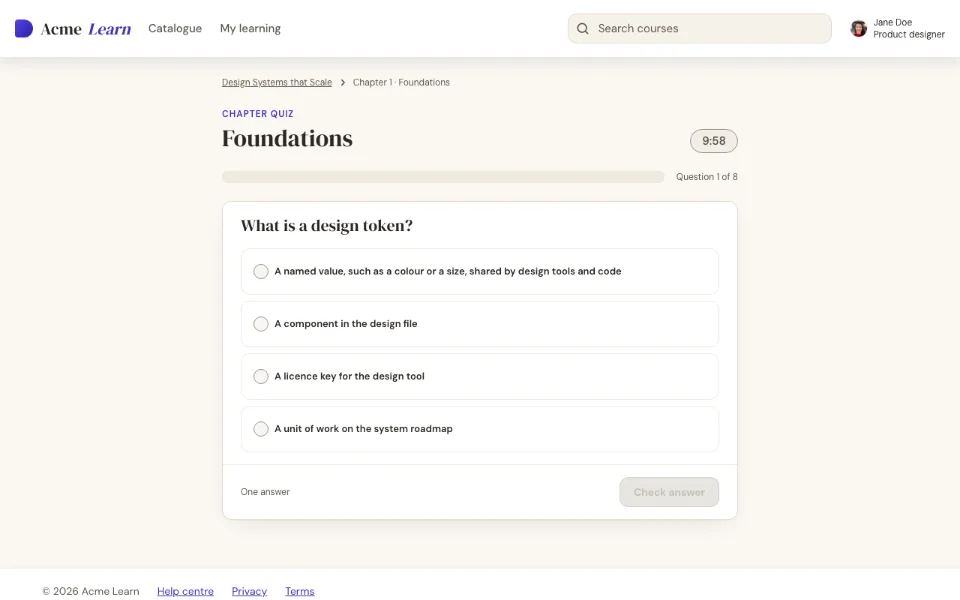 Acme Learn
Catalogue
My learning
Search courses
Jane Doe
Product designer
Design Systems that Scale
Chapter 1 · Foundations
CHAPTER QUIZ
Foundations
9:58
Question 1 of 8
What is a design token?
A named value, such as a colour or a size, shared by design tools and code
A component in the design file
A licence key for the design tool
A unit of work on the system roadmap
One answer
Check answer
© 2026 Acme Learn
Help centre
Privacy
Terms